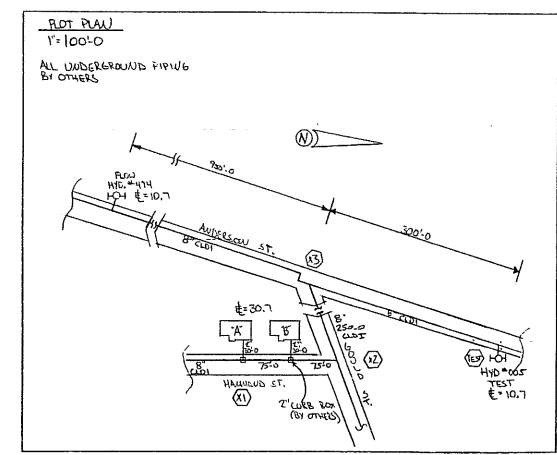 PLOT PLAN
1"=100'-0
ALL UNDERGROUND PIPING
BY OTHERS
N
950'-0
300'-0
FLOW
HYD. #474
℄=10.7
ANDERSON ST.
8" CLDI
X3
8" CLDI
8"
250'-0
CLDI
X2
TEST
HYD #005
TEST
℄=10.7
℄=30.7
"A"
"B"
8"
CLDI
75'-0
75'-0
HAMMOND ST.
X1
2" CURB BOX
(BY OTHERS)